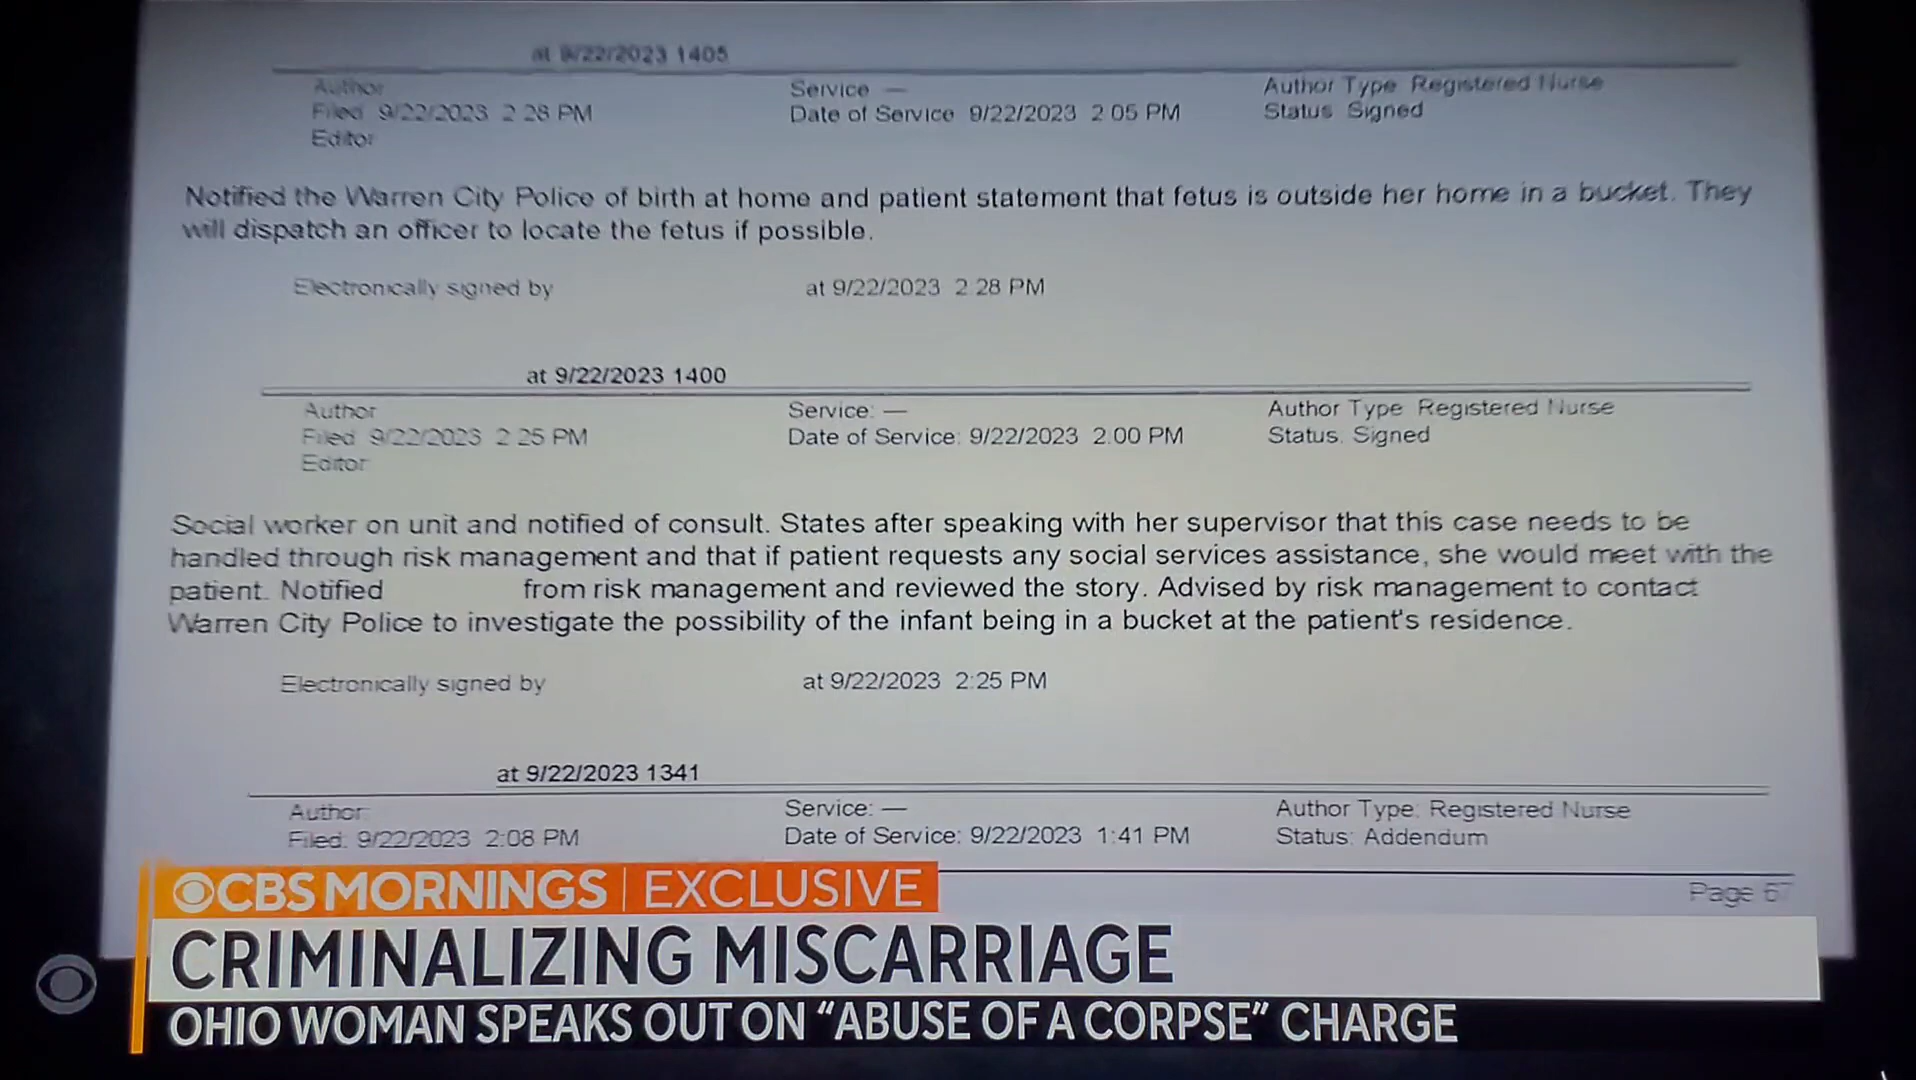 at 9/22/2023 1405
Author Service — Author Type Registered Nurse
Filed 9/22/2023 2 28 PM Date of Service 9/22/2023 2 05 PM Status Signed
Editor
Notified the Warren City Police of birth at home and patient statement that fetus is outside her home in a bucket. They
will dispatch an officer to locate the fetus if possible.
Electronically signed by at 9/22/2023 2 28 PM
at 9/22/2023 1400
Author Service: — Author Type Registered Nurse
Filed 9/22/2023 2 25 PM Date of Service: 9/22/2023 2:00 PM Status. Signed
Editor
Social worker on unit and notified of consult. States after speaking with her supervisor that this case needs to be
handled through risk management and that if patient requests any social services assistance, she would meet with the
patient. Notified from risk management and reviewed the story. Advised by risk management to contact
Warren City Police to investigate the possibility of the infant being in a bucket at the patient's residence.
Electronically signed by at 9/22/2023 2:25 PM
at 9/22/2023 1341
Author: Service: — Author Type: Registered Nurse
Filed: 9/22/2023 2:08 PM Date of Service: 9/22/2023 1:41 PM Status: Addendum
Page
CBS MORNINGS | EXCLUSIVE
CRIMINALIZING MISCARRIAGE
OHIO WOMAN SPEAKS OUT ON “ABUSE OF A CORPSE” CHARGE